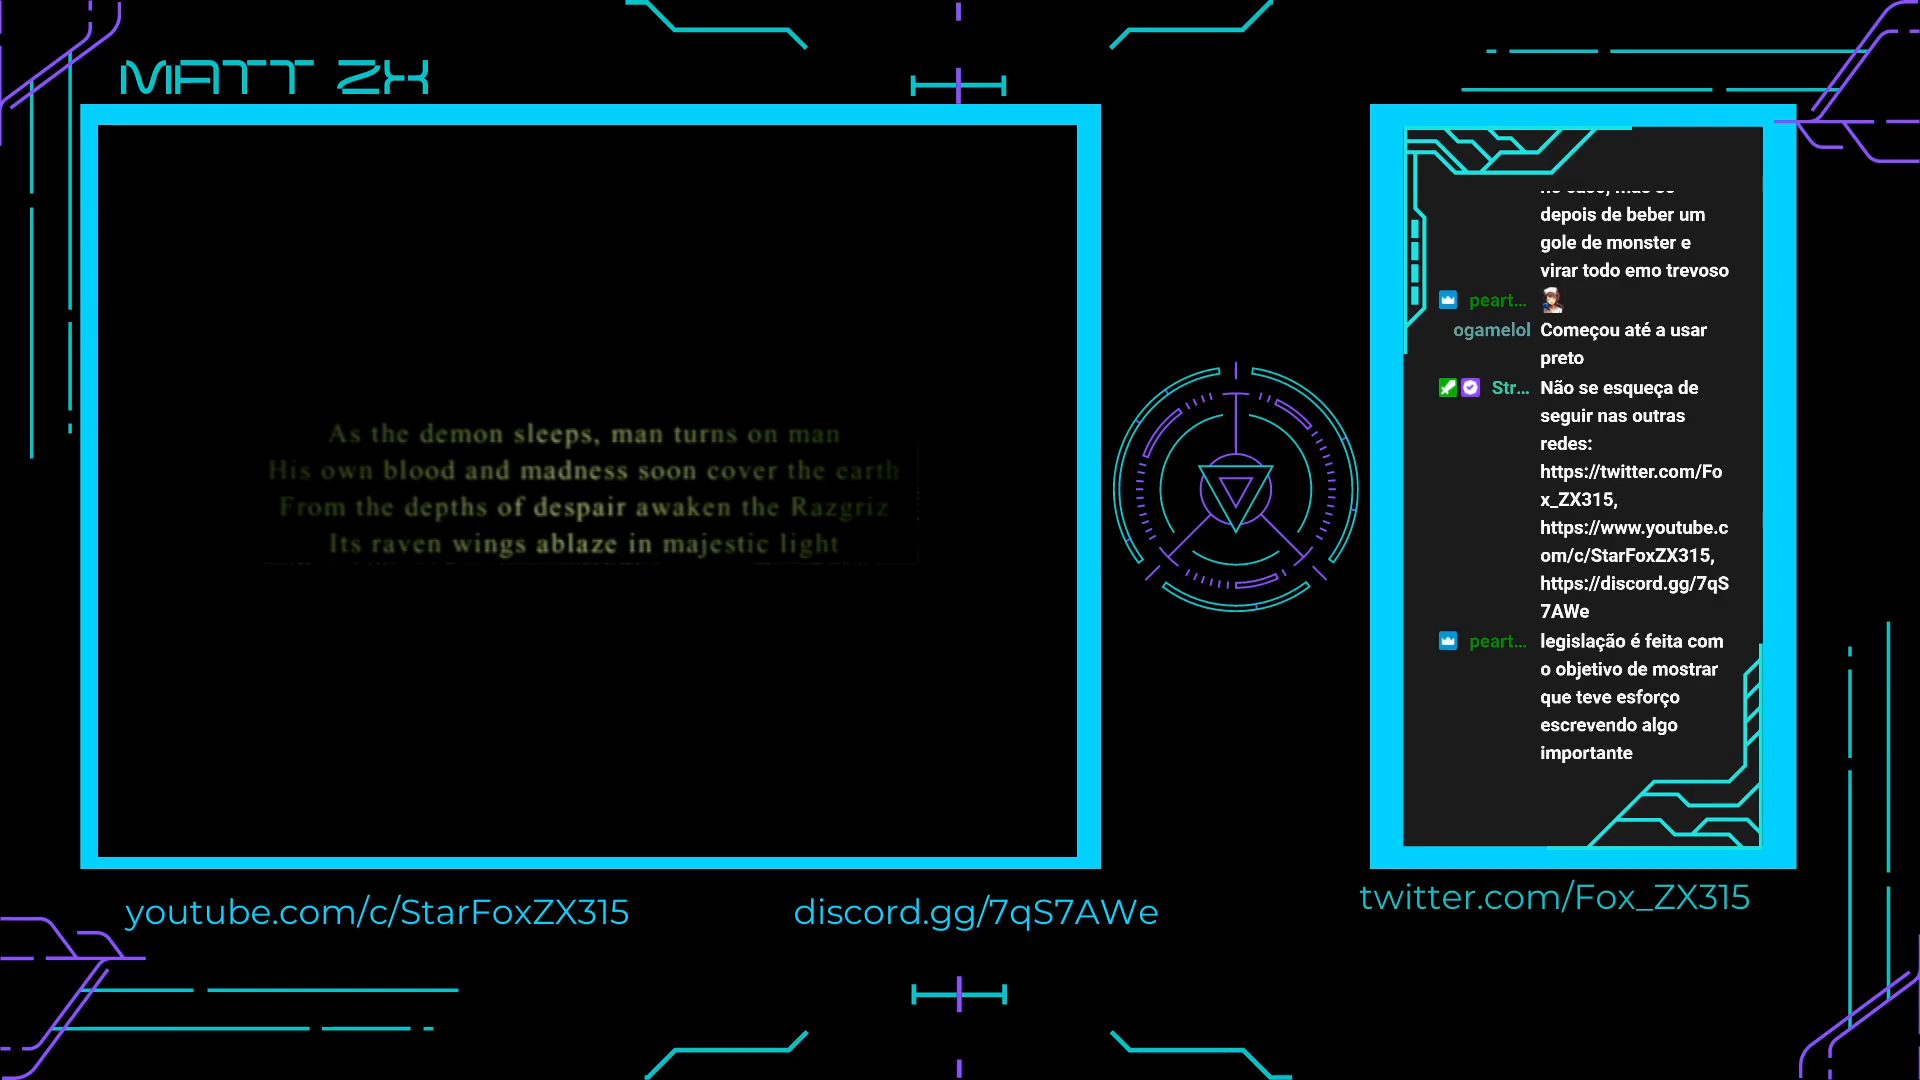 MATT ZX
As the demon sleeps, man turns on man
His own blood and madness soon cover the earth
From the depths of despair awaken the Razgriz
Its raven wings ablaze in majestic light
depois de beber um
gole de monster e
virar todo emo trevoso
peart...
ogamelol Começou até a usar
preto
Str... Não se esqueça de
seguir nas outras
redes:
https://twitter.com/Fo
x_ZX315,
https://www.youtube.c
om/c/StarFoxZX315,
https://discord.gg/7qS
7AWe
peart... legislação é feita com
o objetivo de mostrar
que teve esforço
escrevendo algo
importante
youtube.com/c/StarFoxZX315
discord.gg/7qS7AWe
twitter.com/Fox_ZX315